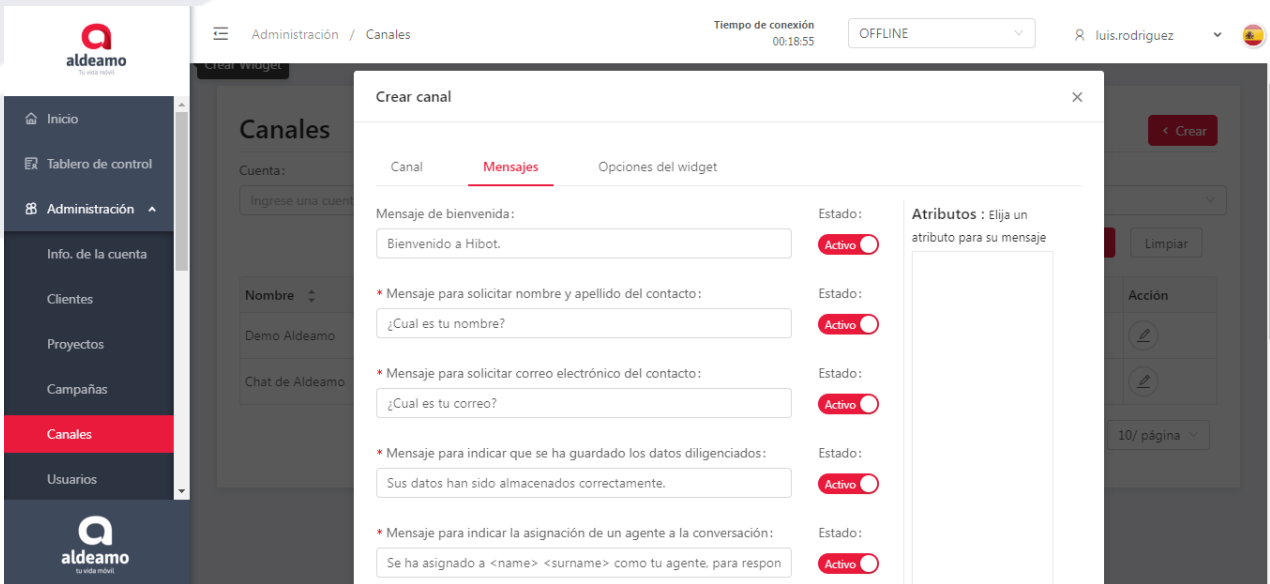 aldeamo
Tu vida móvil
Administración / Canales
Tiempo de conexión
00:18:55
OFFLINE
luis.rodriguez
Inicio
Tablero de control
Administración
Info. de la cuenta
Clientes
Proyectos
Campañas
Canales
Usuarios
aldeamo
tu vida móvil
Crear Widget
Canales
< Crear
Cuenta:
Ingrese una cuent
Limpiar
Nombre
Acción
Demo Aldeamo
Chat de Aldeamo
10/ página
Crear canal
Canal
Mensajes
Opciones del widget
Mensaje de bienvenida:
Estado:
Bienvenido a Hibot.
Activo
* Mensaje para solicitar nombre y apellido del contacto:
Estado:
¿Cual es tu nombre?
Activo
* Mensaje para solicitar correo electrónico del contacto:
Estado:
¿Cual es tu correo?
Activo
* Mensaje para indicar que se ha guardado los datos diligenciados:
Estado:
Sus datos han sido almacenados correctamente.
Activo
* Mensaje para indicar la asignación de un agente a la conversación:
Estado:
Se ha asignado a <name> <surname> como tu agente, para respon
Activo
Atributos : Elija un
atributo para su mensaje